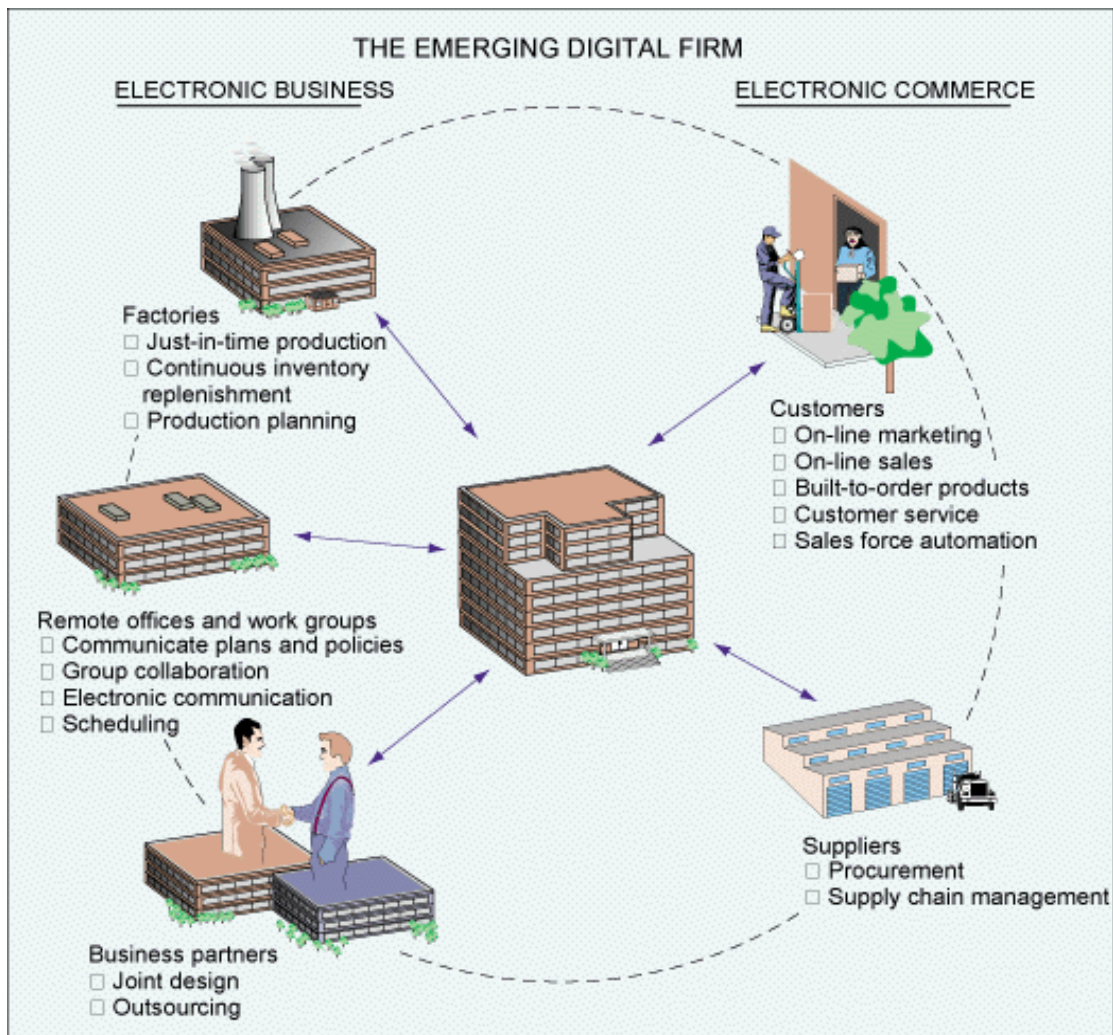 THE EMERGING DIGITAL FIRM
ELECTRONIC BUSINESS
ELECTRONIC COMMERCE
Factories
□ Just-in-time production
□ Continuous inventory
replenishment
□ Production planning
Customers
□ On-line marketing
□ On-line sales
□ Built-to-order products
□ Customer service
□ Sales force automation
Remote offices and work groups
□ Communicate plans and policies
□ Group collaboration
□ Electronic communication
□ Scheduling
Suppliers
□ Procurement
□ Supply chain management
Business partners
□ Joint design
□ Outsourcing